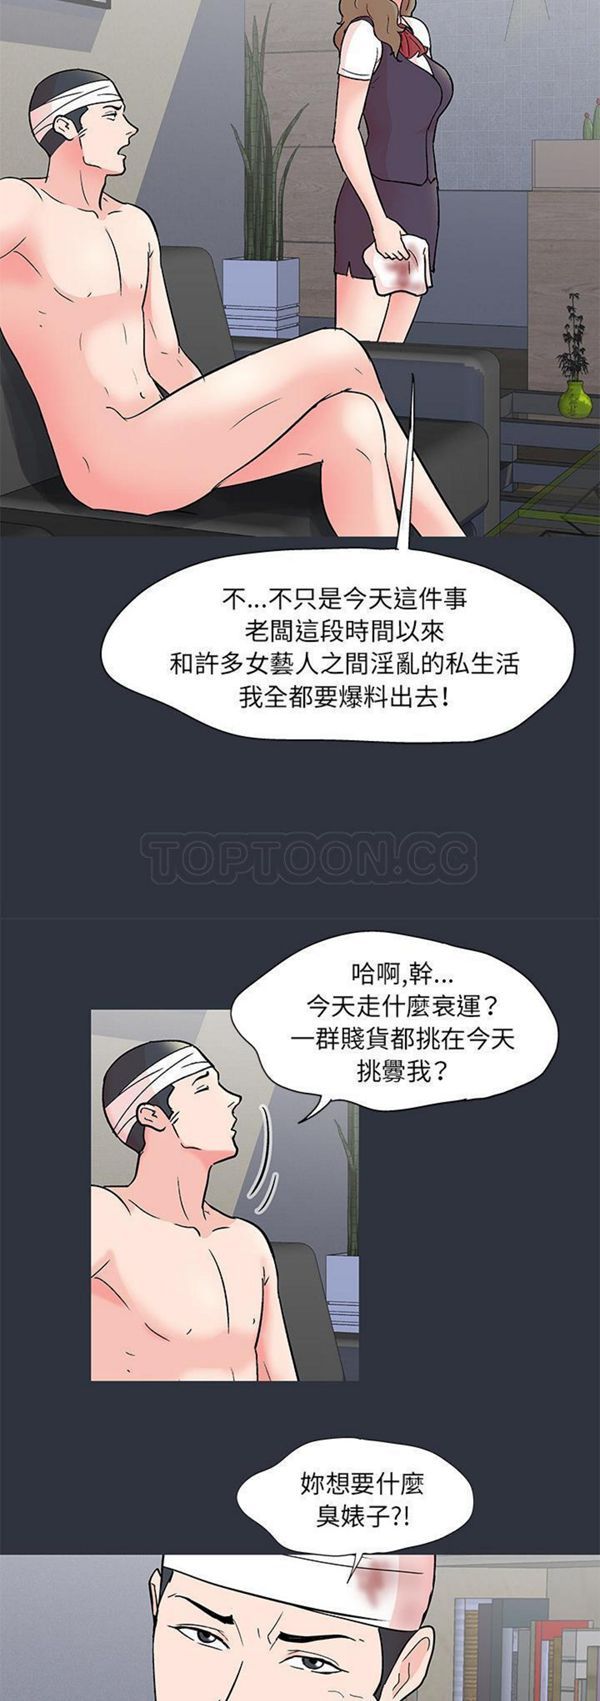 不...不只是今天這件事
老闆這段時間以來
和許多女藝人之間淫亂的私生活
我全都要爆料出去!
TOPTOON.CC
哈啊,幹...
今天走什麼衰運?
一群賤貨都挑在今天
挑釁我?
妳想要什麼
臭婊子?!